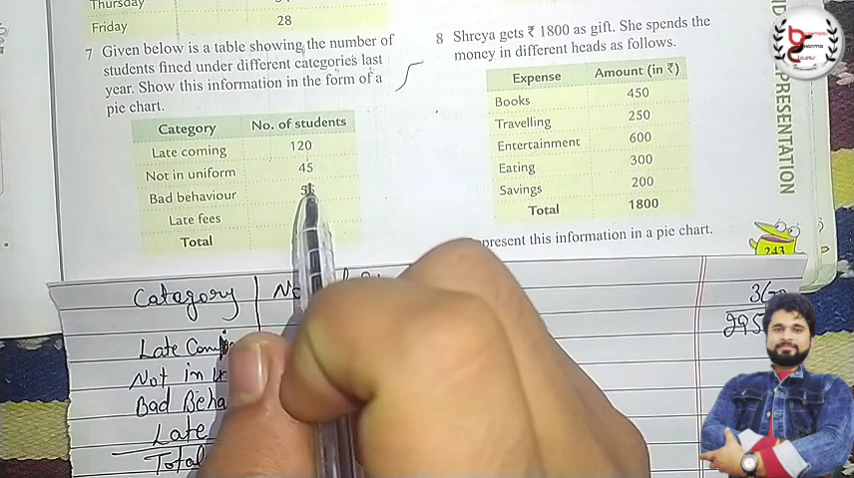 Thursday
Friday 28
7 Given below is a table showing the number of
students fined under different categories last
year. Show this information in the form of a
pie chart.
Category No. of students
Late coming 120
Not in uniform 45
Bad behaviour
Late fees
Total
8 Shreya gets ₹ 1800 as gift. She spends the
money in different heads as follows.
Expense Amount (in ₹)
Books 450
Travelling 250
Entertainment 600
Eating 300
Savings 200
Total 1800
present this information in a pie chart.
PRESENTATION
243
Category
Late
Not in
Bad
Late
Total